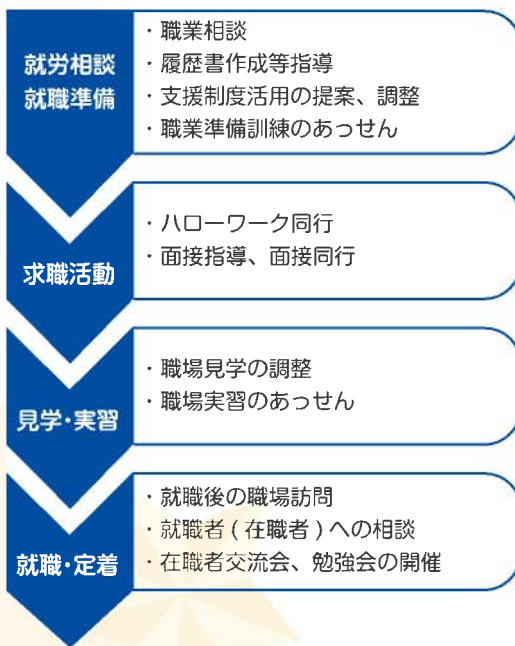 就労相談
就職準備
・職業相談
・履歴書作成等指導
・支援制度活用の提案、調整
・職業準備訓練のあっせん
求職活動
・ハローワーク同行
・面接指導、面接同行
見学・実習
・職場見学の調整
・職場実習のあっせん
就職・定着
・就職後の職場訪問
・就職者(在職者)への相談
・在職者交流会、勉強会の開催